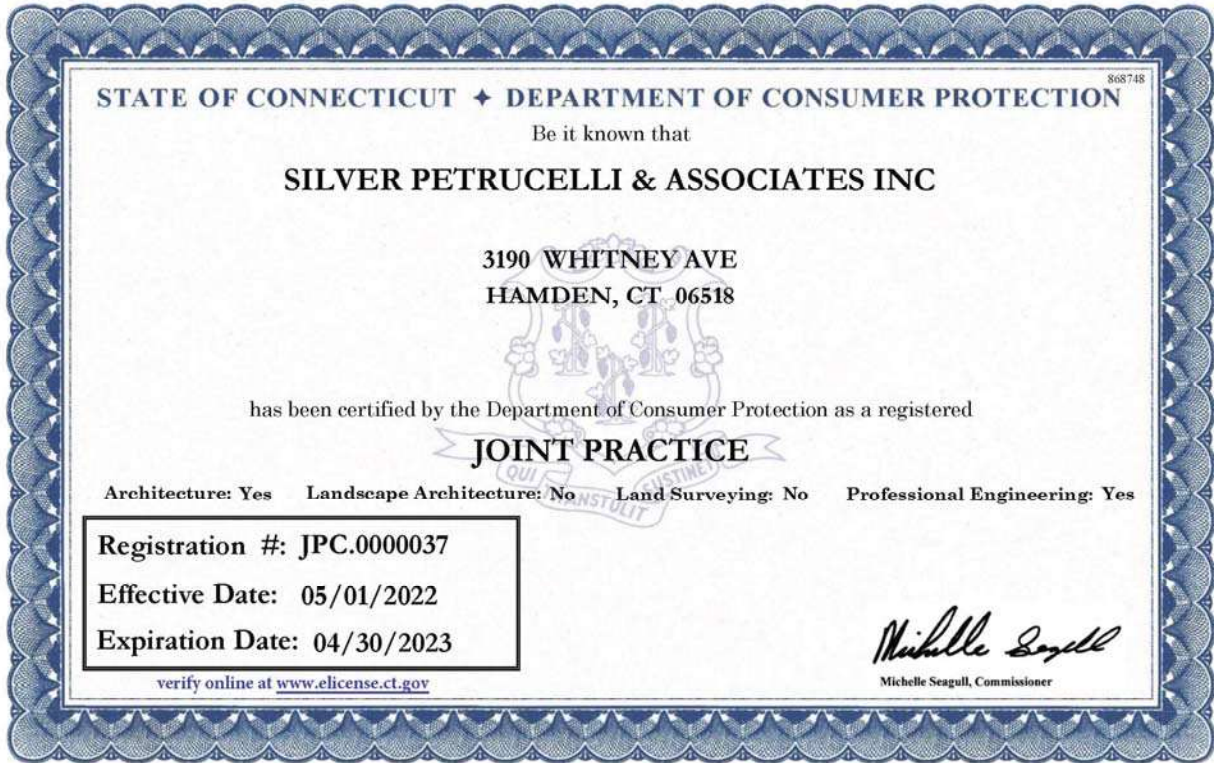 868748
STATE OF CONNECTICUT ✦ DEPARTMENT OF CONSUMER PROTECTION
Be it known that
SILVER PETRUCELLI & ASSOCIATES INC
3190 WHITNEY AVE
HAMDEN, CT 06518
has been certified by the Department of Consumer Protection as a registered
JOINT PRACTICE
QUI TRANSTULIT SUSTINET
Architecture: Yes Landscape Architecture: No Land Surveying: No Professional Engineering: Yes
Registration #: JPC.0000037
Effective Date: 05/01/2022
Expiration Date: 04/30/2023
verify online at www.elicense.ct.gov
Michelle Seagull
Michelle Seagull, Commissioner